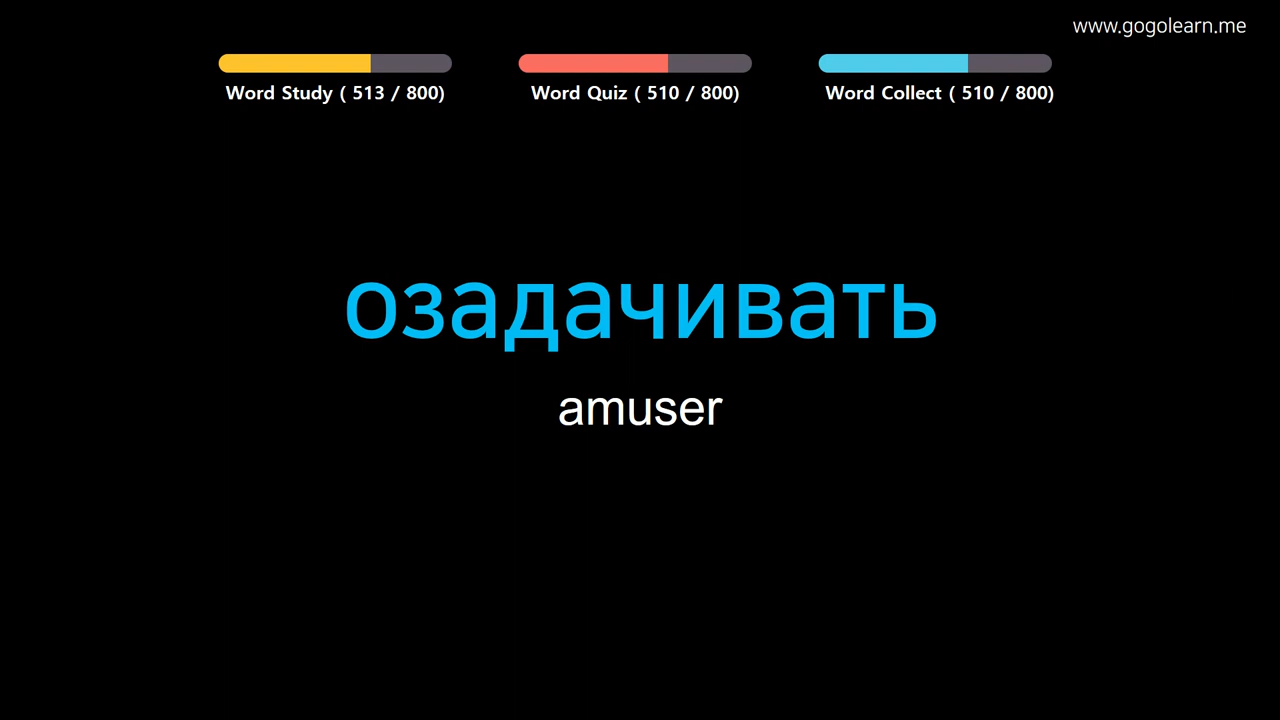 www.gogolearn.me
Word Study ( 513 / 800)
Word Quiz ( 510 / 800)
Word Collect ( 510 / 800)
озадачивать
amuser